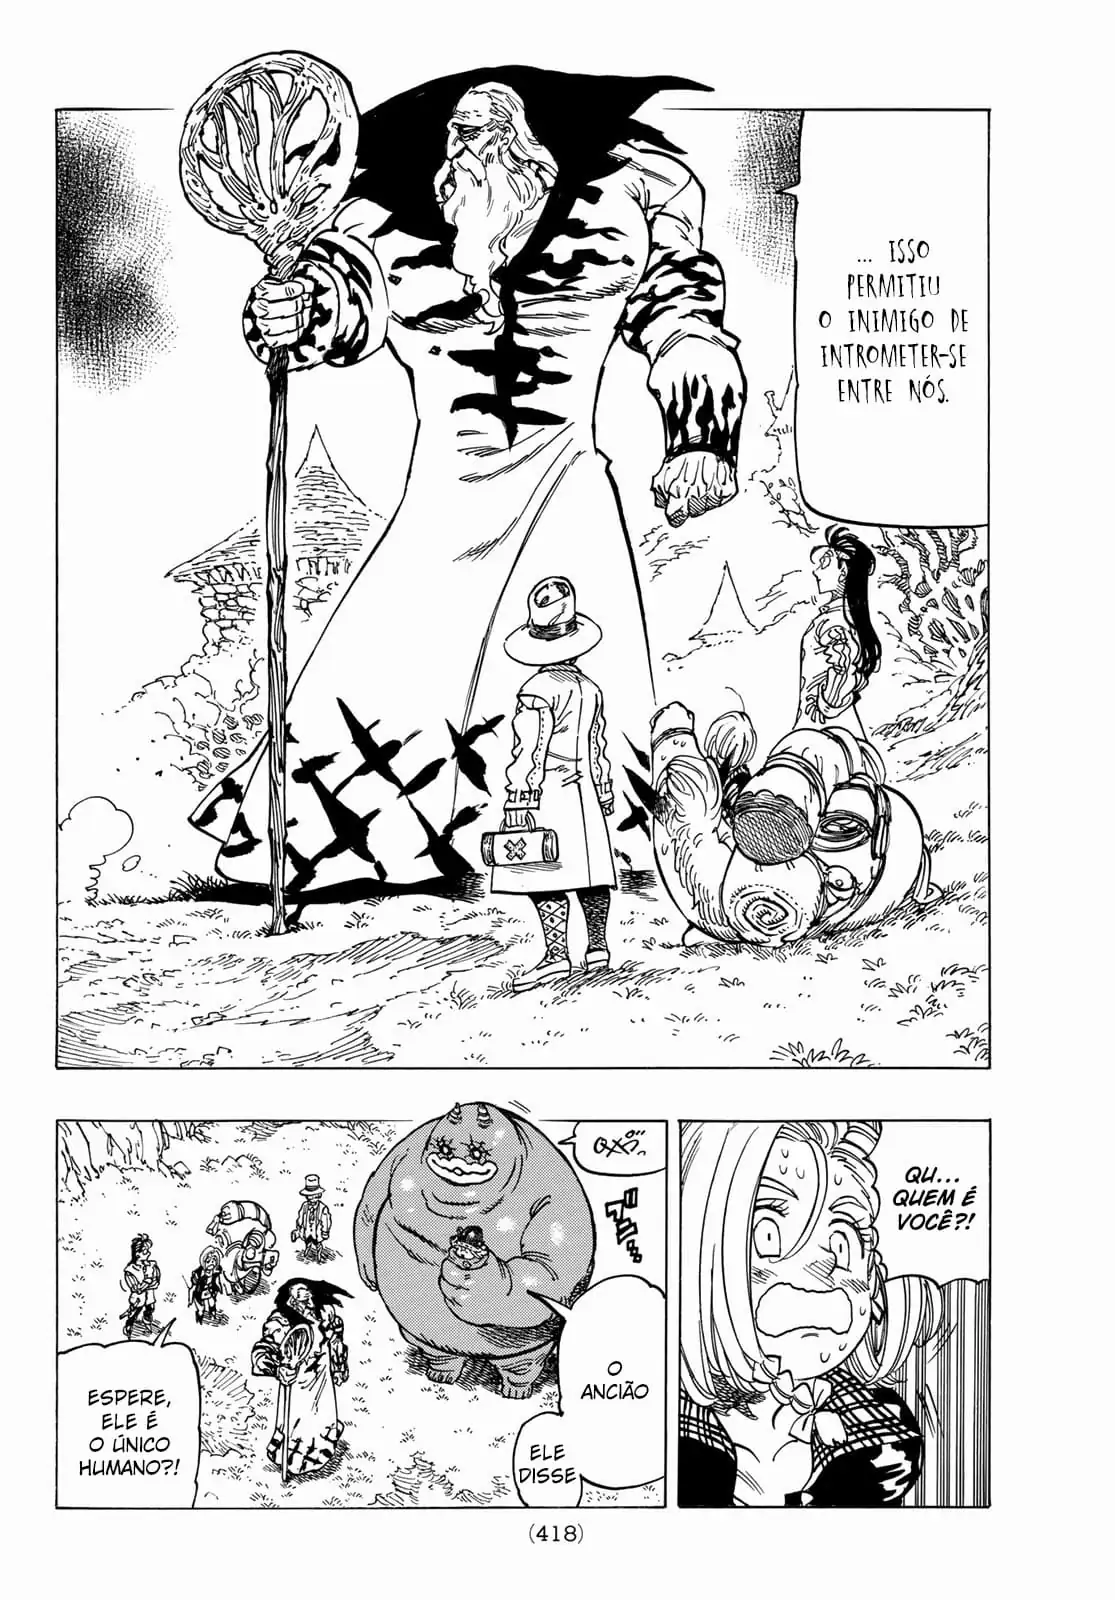 ... ISSO
PERMITIU
O INIMIGO DE
INTROMETER-SE
ENTRE NÓS.
QU...
QUEM É
VOCÊ?!
O
ANCIÃO
ELE
DISSE
ESPERE,
ELE É
O ÚNICO
HUMANO?!
(418)